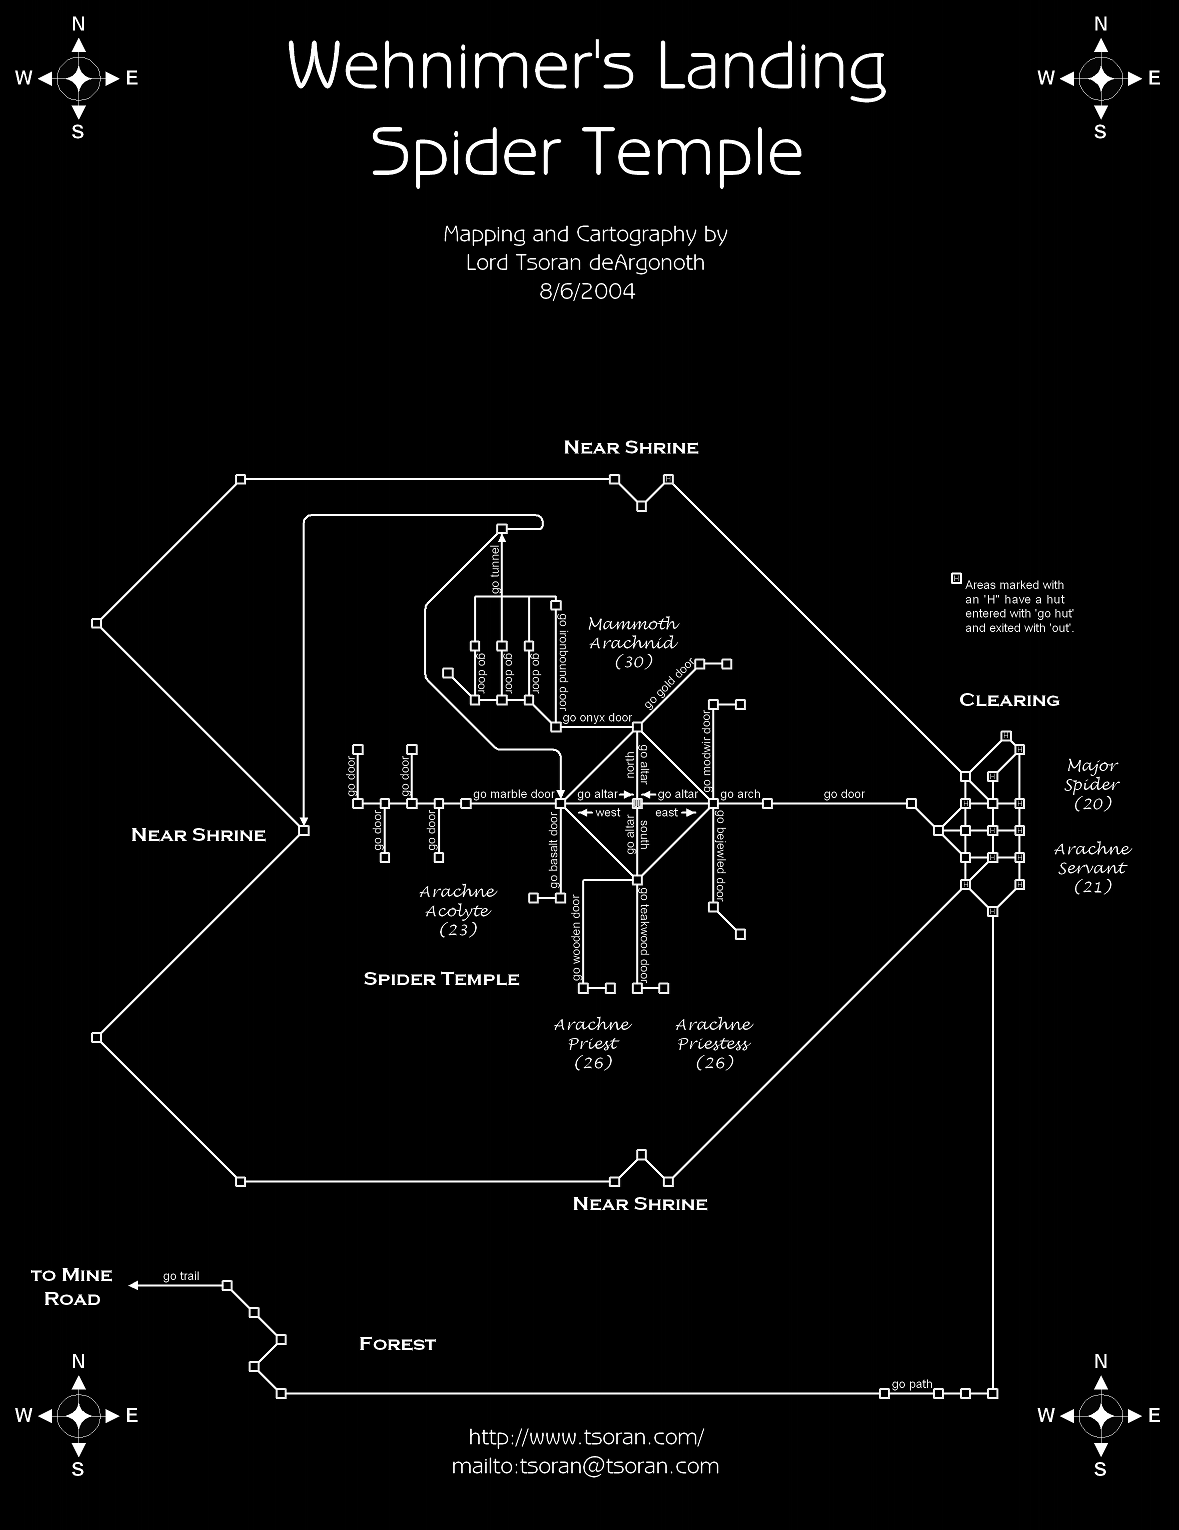 N
W E
S
N
W E
S
Wehnimer's Landing
Spider Temple
Mapping and Cartography by
Lord Tsoran deArgonoth
8/6/2004
Near Shrine
go tunnel
H
H Areas marked with
an 'H" have a hut
entered with 'go hut'
and exited with 'out'.
Mammoth
Arachnid
(30)
go ironbound door
go door
go door
go door
go gold door
go onyx door
Clearing
go modwir door
north
go altar
go door
go door
Major
Spider
(20)
go marble door
go altar
go altar
go arch
go door
west
east
go altar
south
go door
go door
go basalt door
go bejewled door
Near Shrine
H
H
H
H
H
H
H
H
H
H
H
Arachne
Servant
(21)
Arachne
Acolyte
(23)
go wooden door
go teakwood door
Spider Temple
Arachne
Priest
(26)
Arachne
Priestess
(26)
Near Shrine
to Mine
Road
go trail
Forest
go path
N
W E
S
N
W E
S
http://www.tsoran.com/
mailto:tsoran@tsoran.com